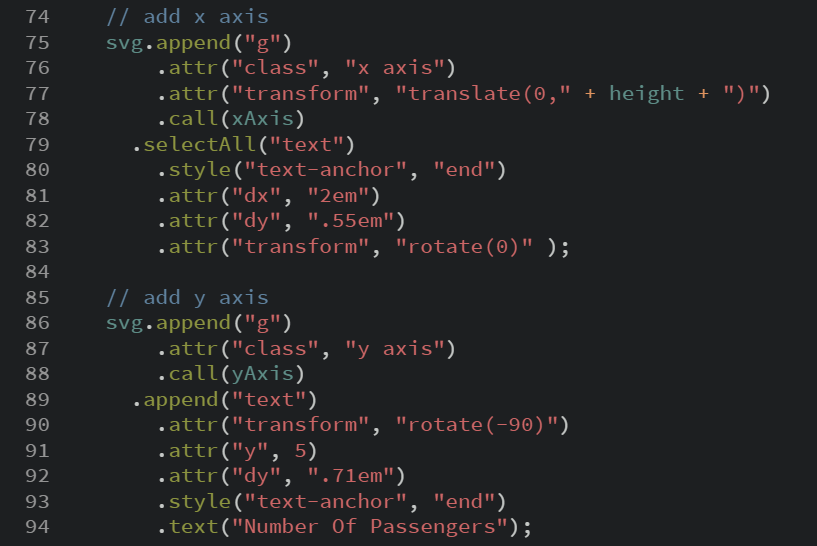 74 // add x axis
75 svg.append("g")
76 .attr("class", "x axis")
77 .attr("transform", "translate(0," + height + ")")
78 .call(xAxis)
79 .selectAll("text")
80 .style("text-anchor", "end")
81 .attr("dx", "2em")
82 .attr("dy", ".55em")
83 .attr("transform", "rotate(0)" );
84
85 // add y axis
86 svg.append("g")
87 .attr("class", "y axis")
88 .call(yAxis)
89 .append("text")
90 .attr("transform", "rotate(-90)")
91 .attr("y", 5)
92 .attr("dy", ".71em")
93 .style("text-anchor", "end")
94 .text("Number Of Passengers");